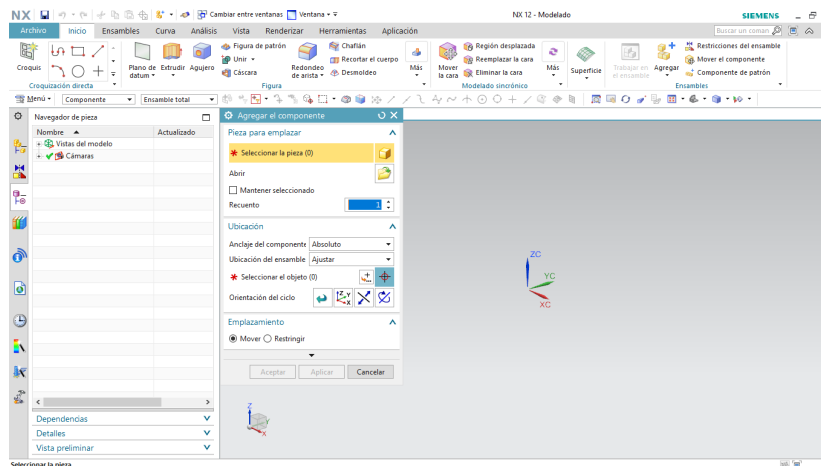 NX Cambiar entre ventanas Ventana NX 12 - Modelado SIEMENS
Archivo Inicio Ensambles Curva Análisis Vista Renderizar Herramientas Aplicación Buscar un comando
Croquis
Plano de datum
Extrudir
Agujero
Figura de patrón
Unir
Cáscara
Redondeo de arista
Chaflán
Recortar el cuerpo
Desmoldeo
Más
Mover la cara
Región desplazada
Reemplazar la cara
Eliminar la cara
Más
Superficie
Trabajar en el ensamble
Agregar
Restricciones del ensamble
Mover el componente
Componente de patrón
Croquización directa Figura Modelado sincrónico Ensambles
Menú Componente Ensamble total
Navegador de pieza
Nombre Actualizado
Vistas del modelo
Cámaras
Dependencias
Detalles
Vista preliminar
Agregar el componente
Pieza para emplazar
Seleccionar la pieza (0)
Abrir
Mantener seleccionado
Recuento 1
Ubicación
Anclaje del componente Absoluto
Ubicación del ensamble Ajustar
Seleccionar el objeto (0)
Orientación del ciclo
Emplazamiento
Mover Restringir
Aceptar Aplicar Cancelar
ZC
YC
XC
Z
Y
X
Seleccionar la pieza